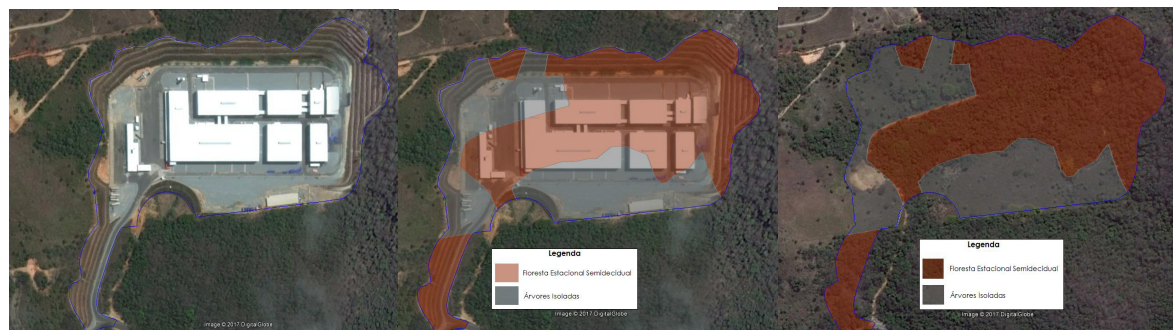 Image © 2017 DigitalGlobe
Legenda
Floresta Estacional Semidecidual
Árvores Isoladas
Image © 2017 DigitalGlobe
Legenda
Floresta Estacional Semidecidual
Árvores Isoladas
Image © 2017 DigitalGlobe